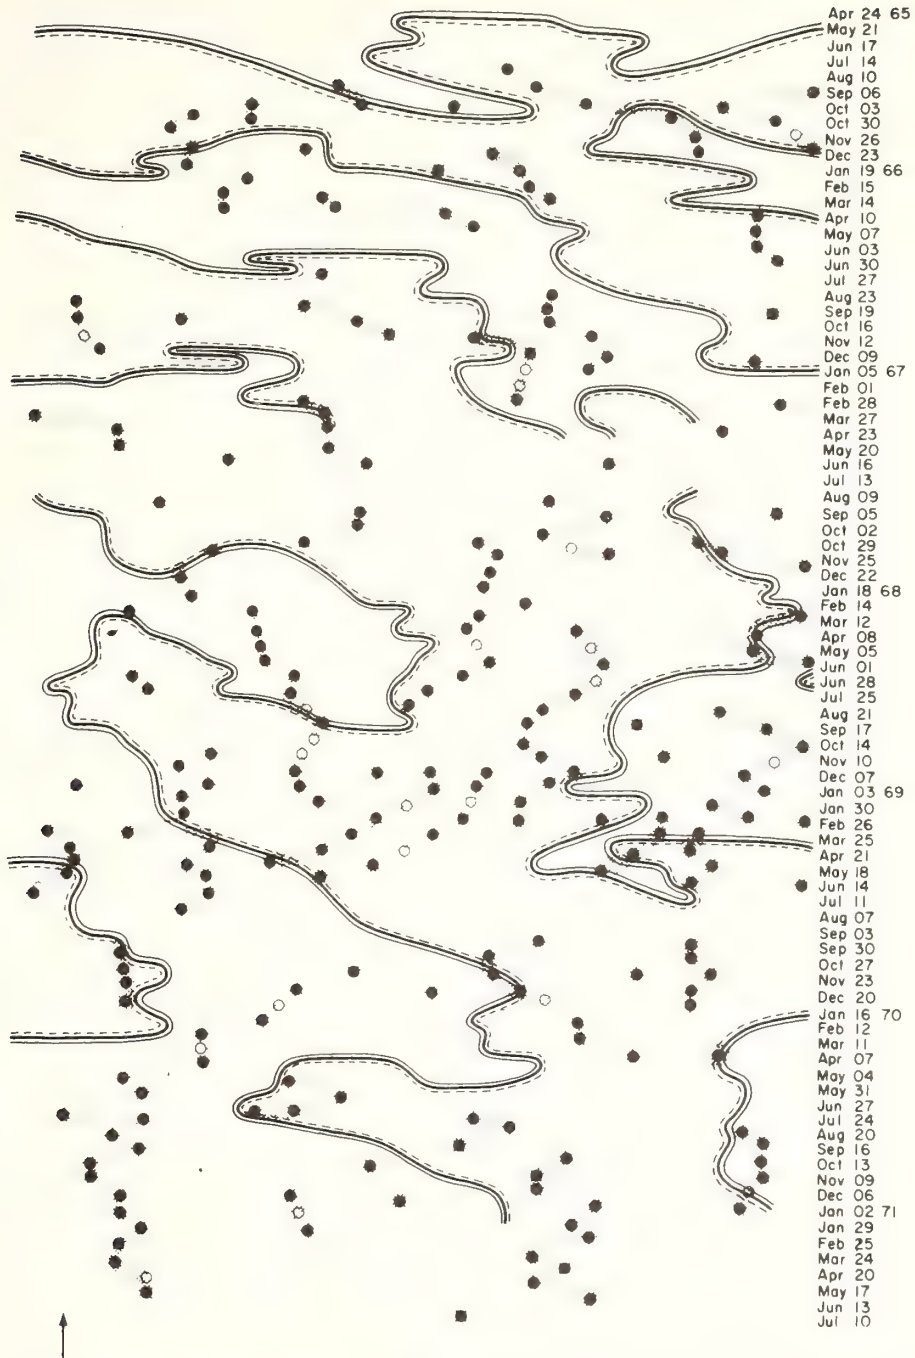 Apr 24 65
May 21
Jun 17
Jul 14
Aug 10
Sep 06
Oct 03
Oct 30
Nov 26
Dec 23
Jan 19 66
Feb 15
Mar 14
Apr 10
May 07
Jun 03
Jun 30
Jul 27
Aug 23
Sep 19
Oct 16
Nov 12
Dec 09
Jan 05 67
Feb 01
Feb 28
Mar 27
Apr 23
May 20
Jun 16
Jul 13
Aug 09
Sep 05
Oct 02
Oct 29
Nov 25
Dec 22
Jan 18 68
Feb 14
Mar 12
Apr 08
May 05
Jun 01
Jun 28
Jul 25
Aug 21
Sep 17
Oct 14
Nov 10
Dec 07
Jan 03 69
Jan 30
Feb 26
Mar 25
Apr 21
May 18
Jun 14
Jul 11
Aug 07
Sep 03
Sep 30
Oct 27
Nov 23
Dec 20
Jan 16 70
Feb 12
Mar 11
Apr 07
May 04
May 31
Jun 27
Jul 24
Aug 20
Sep 16
Oct 13
Nov 09
Dec 06
Jan 02 71
Jan 29
Feb 25
Mar 24
Apr 20
May 17
Jun 13
Jul 10